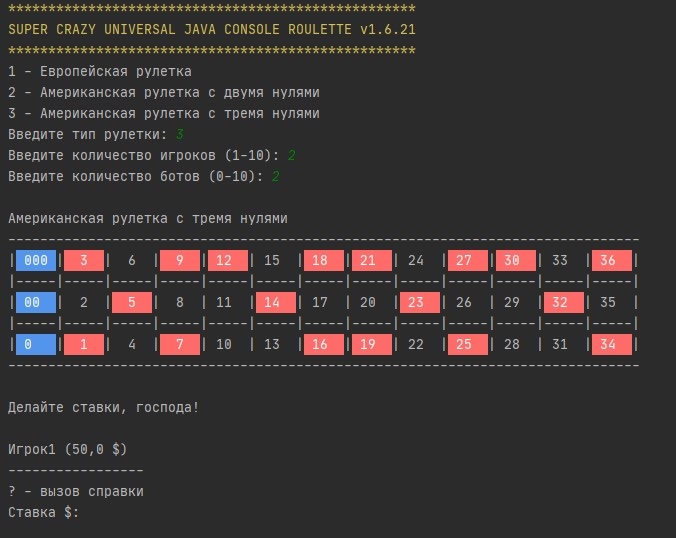 ***************************************************
SUPER CRAZY UNIVERSAL JAVA CONSOLE ROULETTE v1.6.21
***************************************************
1 - Европейская рулетка
2 - Американская рулетка с двумя нулями
3 - Американская рулетка с тремя нулями
Введите тип рулетки: 3
Введите количество игроков (1-10): 2
Введите количество ботов (0-10): 2
Американская рулетка с тремя нулями
-------------------------------------------------------------------------------
| 000 |  3  |  6  |  9  | 12  | 15  | 18  | 21  | 24  | 27  | 30  | 33  | 36  |
|-----|-----|-----|-----|-----|-----|-----|-----|-----|-----|-----|-----|-----|
| 00  |  2  |  5  |  8  | 11  | 14  | 17  | 20  | 23  | 26  | 29  | 32  | 35  |
|-----|-----|-----|-----|-----|-----|-----|-----|-----|-----|-----|-----|-----|
| 0   |  1  |  4  |  7  | 10  | 13  | 16  | 19  | 22  | 25  | 28  | 31  | 34  |
-------------------------------------------------------------------------------
Делайте ставки, господа!
Игрок1 (50,0 $)
-----------------
? - вызов справки
Ставка $: